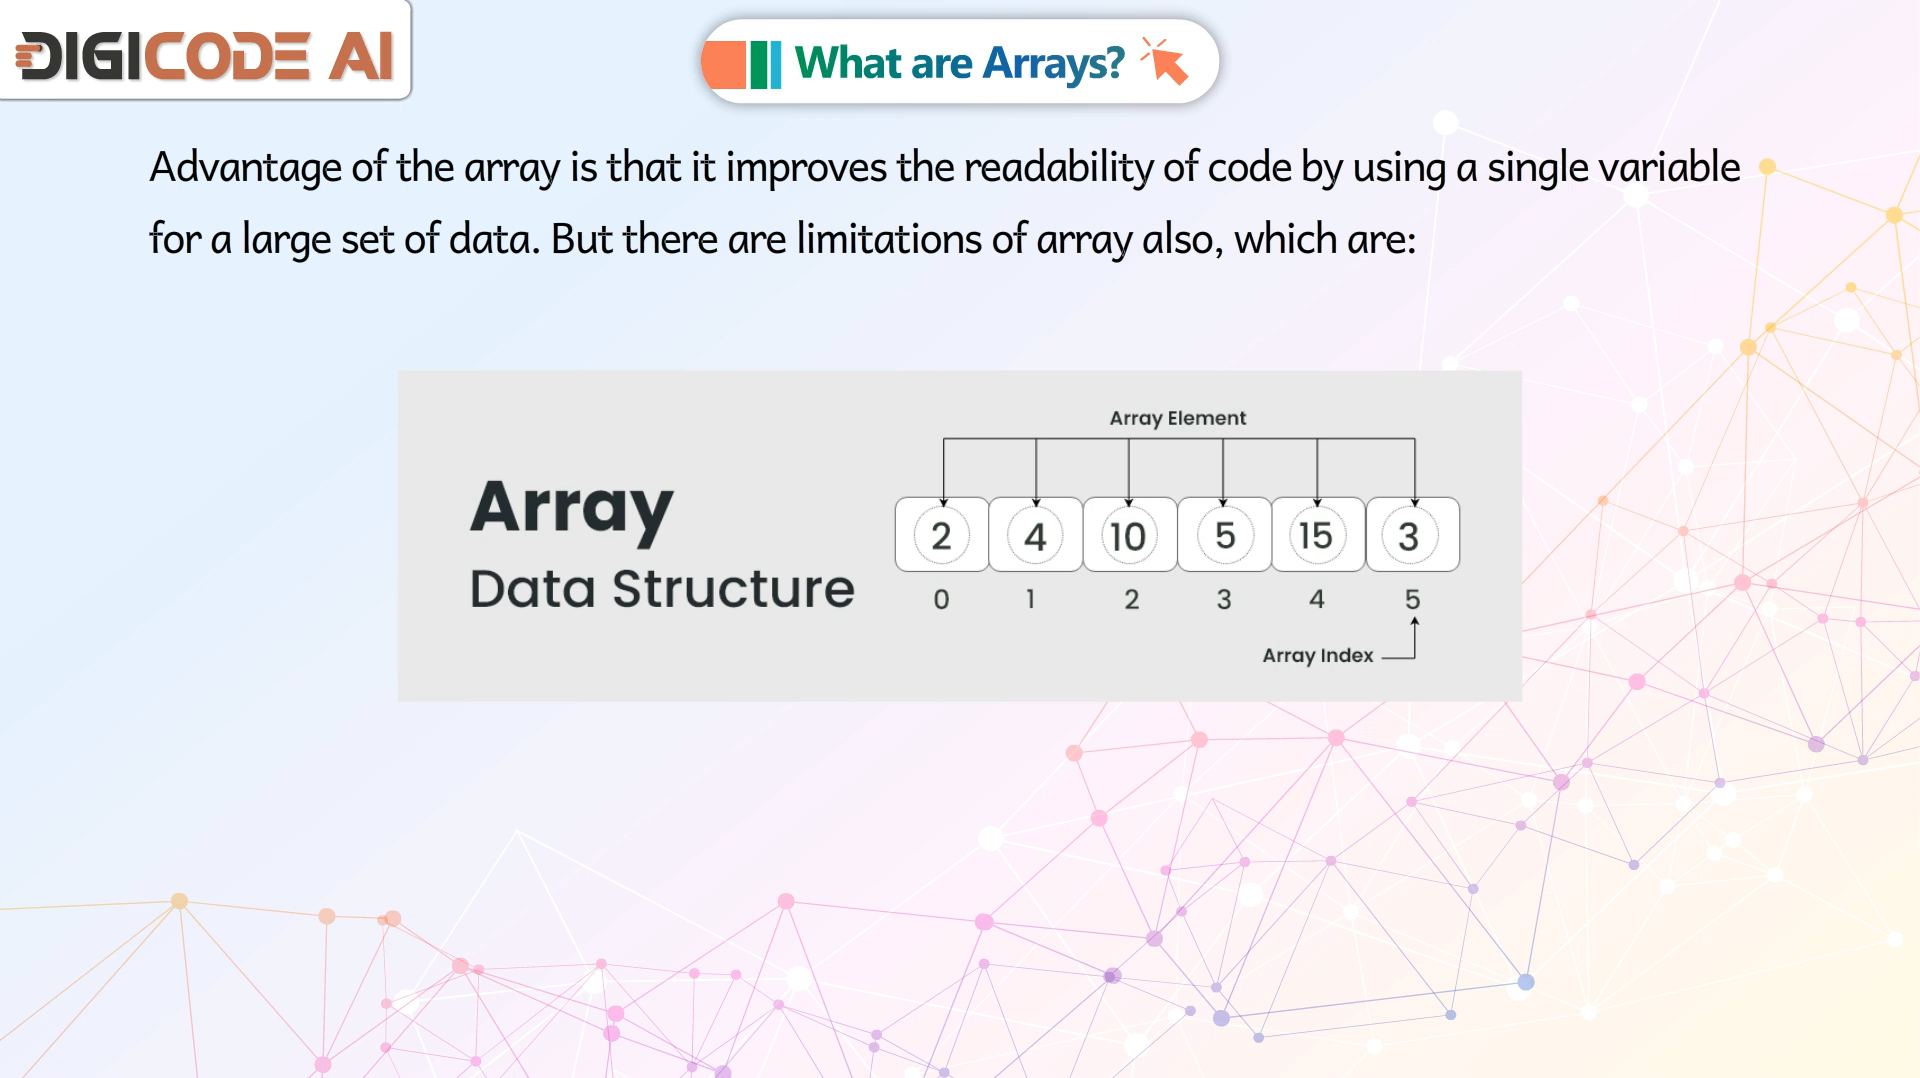 DIGICODE AI
What are Arrays?
Advantage of the array is that it improves the readability of code by using a single variable
for a large set of data. But there are limitations of array also, which are:
Array Element
Array
Data Structure
2 4 10 5 15 3
0 1 2 3 4 5
Array Index